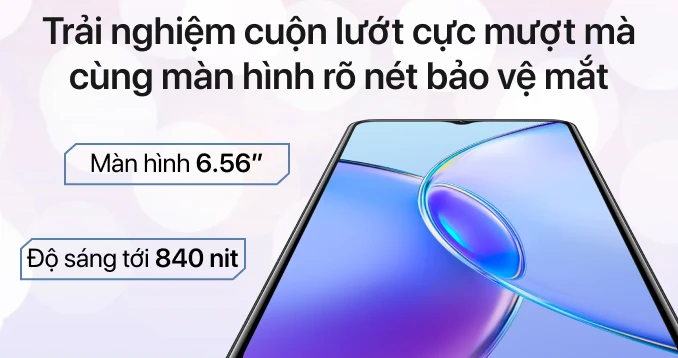 Trải nghiệm cuộn lướt cực mượt mà
cùng màn hình rõ nét bảo vệ mắt
Màn hình 6.56"
Độ sáng tới 840 nit